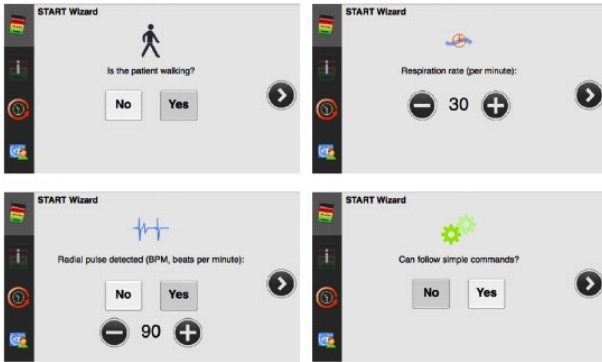 START Wizard
Is the patient walking?
No Yes
START Wizard
Respiration rate (per minute):
30
START Wizard
Radial pulse detected (BPM, beats per minute):
No Yes
90
START Wizard
Can follow simple commands?
No Yes